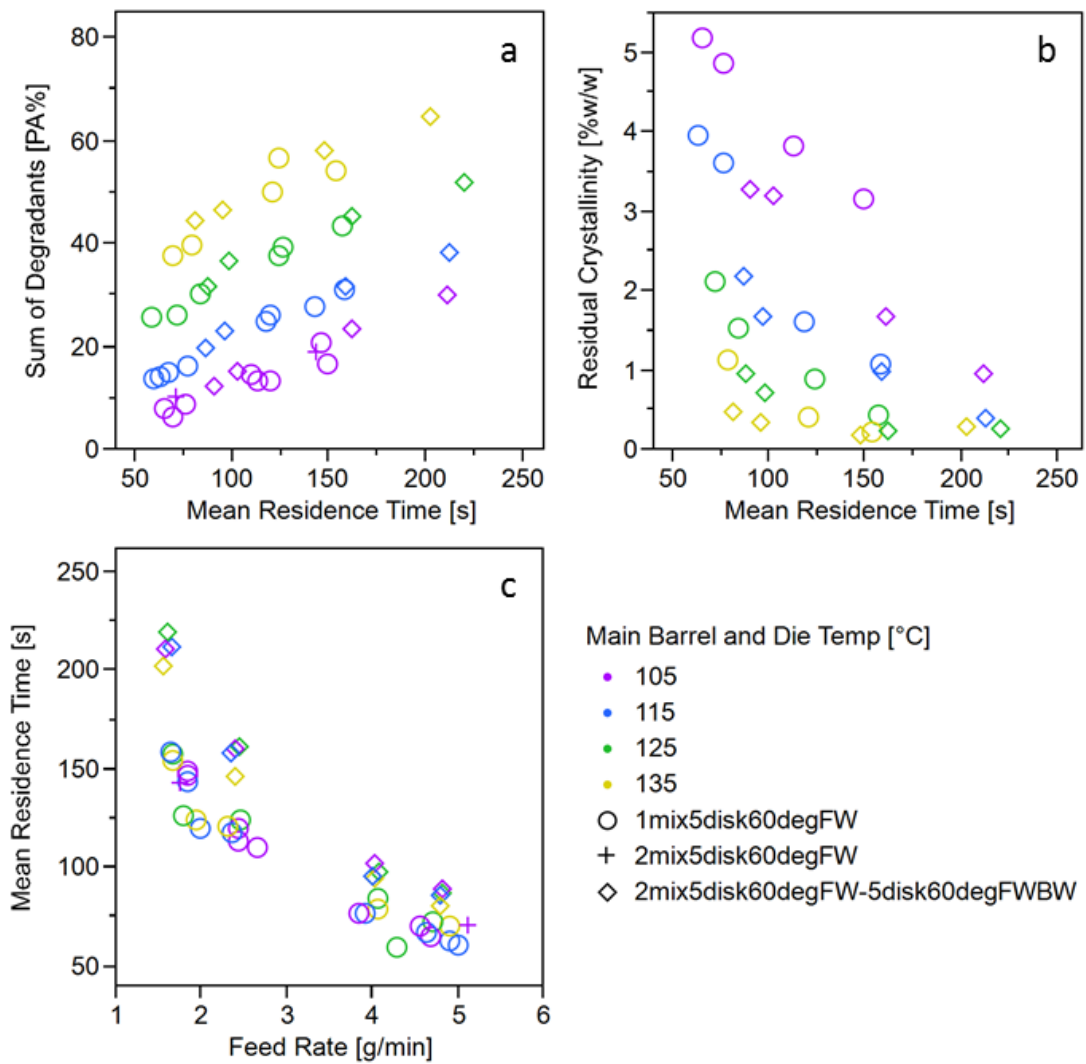 a
80
60
40
20
0
Sum of Degradants [PA%]
50 100 150 200 250
Mean Residence Time [s]
b
5
4
3
2
1
0
Residual Crystallinity [%w/w]
50 100 150 200 250
Mean Residence Time [s]
c
250
200
150
100
50
Mean Residence Time [s]
1 2 3 4 5 6
Feed Rate [g/min]
Main Barrel and Die Temp [°C]
105
115
125
135
1mix5disk60degFW
2mix5disk60degFW
2mix5disk60degFW-5disk60degFWBW